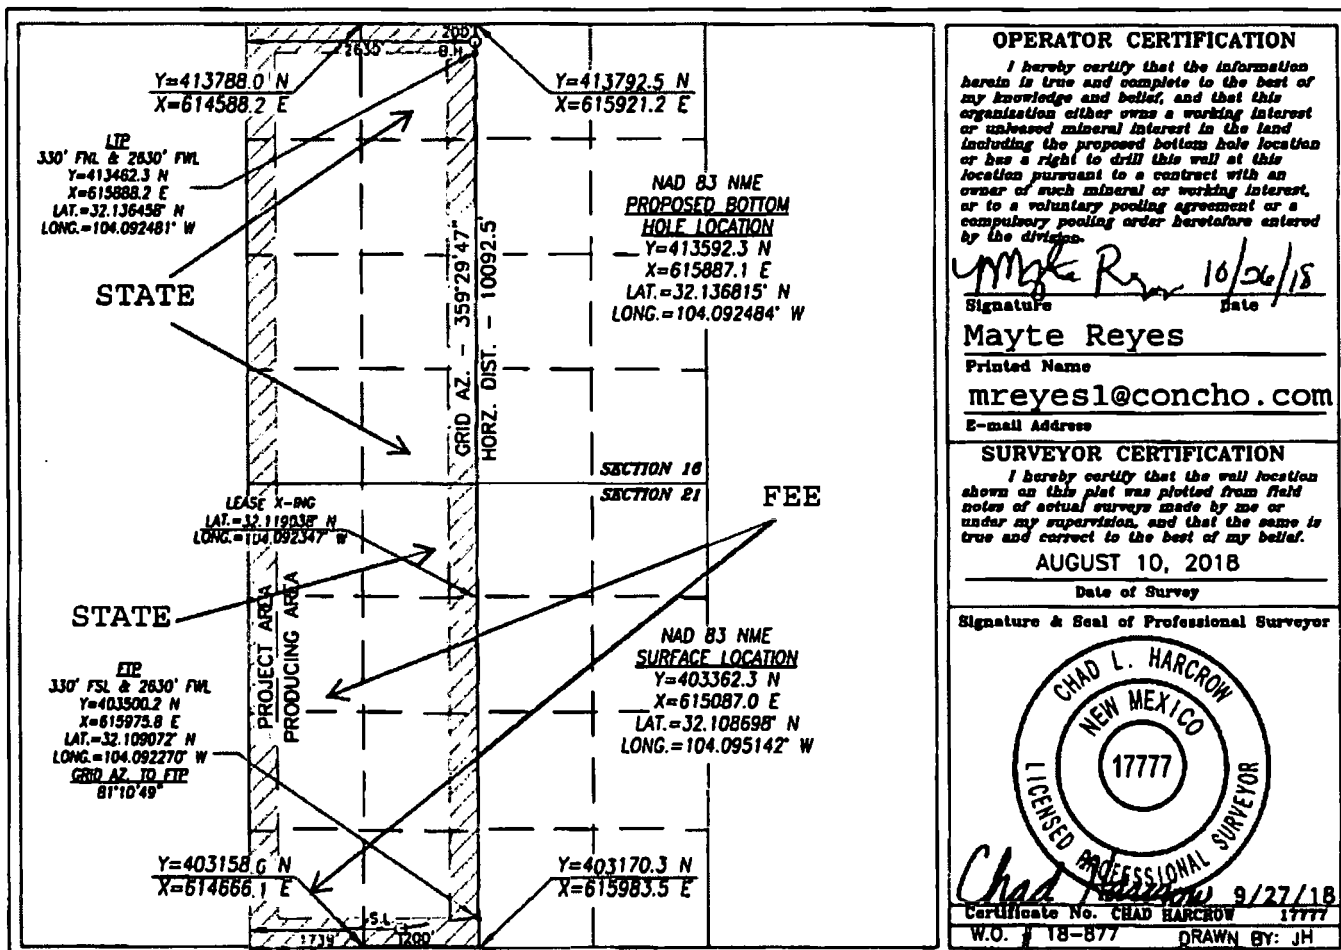 200'
2630'
B.H.
Y=413788.0 N
X=614588.2 E
Y=413792.5 N
X=615921.2 E
LTP
330' FNL & 2630' FWL
Y=413462.3 N
X=615888.2 E
LAT.=32.136458° N
LONG.=104.092481° W
STATE
NAD 83 NME
PROPOSED BOTTOM
HOLE LOCATION
Y=413592.3 N
X=615887.1 E
LAT.=32.136815° N
LONG.=104.092484° W
GRID AZ. - 359°29'47"
HORZ. DIST. - 10092.5'
SECTION 16
SECTION 21
LEASE X-ING
LAT.=32.119038° N
LONG.=104.092347° W
FEE
STATE
PROJECT AREA
PRODUCING AREA
FTP
330' FSL & 2630' FWL
Y=403500.2 N
X=615975.8 E
LAT.=32.109072° N
LONG.=104.092270° W
GRID AZ. TO FTP
81°10'49"
NAD 83 NME
SURFACE LOCATION
Y=403362.3 N
X=615087.0 E
LAT.=32.108698° N
LONG.=104.095142° W
Y=403158.6 N
X=614666.1 E
Y=403170.3 N
X=615983.5 E
S.L.
1739'
200'
OPERATOR CERTIFICATION
I hereby certify that the information
herein is true and complete to the best of
my knowledge and belief, and that this
organization either owns a working interest
or unleased mineral interest in the land
including the proposed bottom hole location
or has a right to drill this well at this
location pursuant to a contract with an
owner of such mineral or working interest,
or to a voluntary pooling agreement or a
compulsory pooling order heretofore entered
by the division.
10/26/18
Signature Date
Mayte Reyes
Printed Name
mreyes1@concho.com
E-mail Address
SURVEYOR CERTIFICATION
I hereby certify that the well location
shown on this plat was plotted from field
notes of actual surveys made by me or
under my supervision, and that the same is
true and correct to the best of my belief.
AUGUST 10, 2018
Date of Survey
Signature & Seal of Professional Surveyor
CHAD L. HARCROW
NEW MEXICO
17777
LICENSED PROFESSIONAL SURVEYOR
Chad Harcrow 9/27/18
Certificate No. CHAD HARCROW 17777
W.O. # 18-877 DRAWN BY: JH